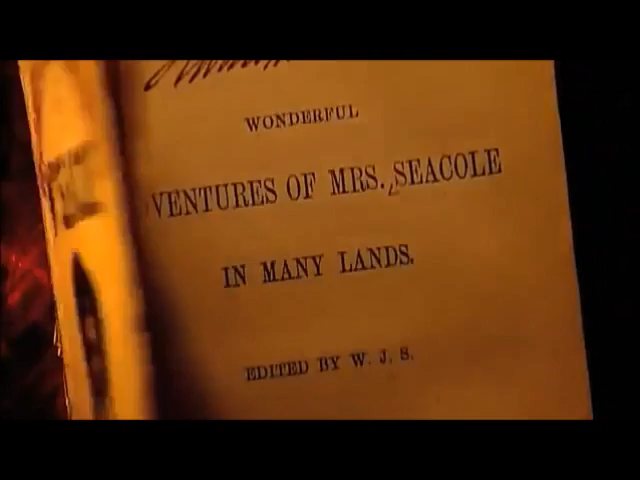 WONDERFUL
VENTURES OF MRS. SEACOLE
IN MANY LANDS.
EDITED BY W. J. S.